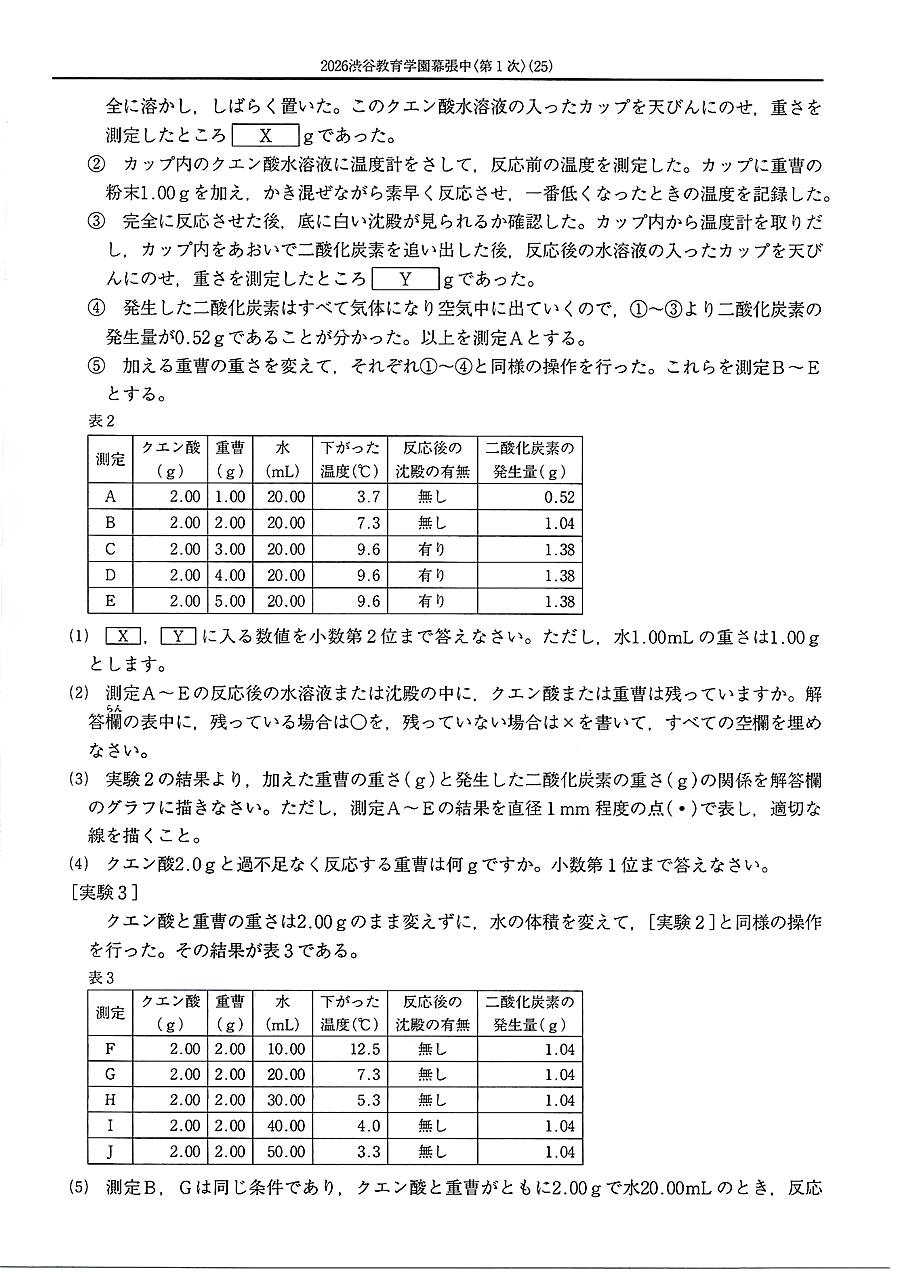 2026渋谷教育学園幕張中〈第1次〉(25)
全に溶かし，しばらく置いた。このクエン酸水溶液の入ったカップを天びんにのせ，重さを
測定したところ X gであった。
② カップ内のクエン酸水溶液に温度計をさして，反応前の温度を測定した。カップに重曹の
粉末1.00gを加え，かき混ぜながら素早く反応させ，一番低くなったときの温度を記録した。
③ 完全に反応させた後，底に白い沈殿が見られるか確認した。カップ内から温度計を取りだ
し，カップ内をあおいで二酸化炭素を追い出した後，反応後の水溶液の入ったカップを天び
んにのせ，重さを測定したところ Y gであった。
④ 発生した二酸化炭素はすべて気体になり空気中に出ていくので，①〜③より二酸化炭素の
発生量が0.52gであることが分かった。以上を測定Aとする。
⑤ 加える重曹の重さを変えて，それぞれ①〜④と同様の操作を行った。これらを測定B〜E
とする。
表2
測定 クエン酸(g) 重曹(g) 水(mL) 下がった温度(℃) 反応後の沈殿の有無 二酸化炭素の発生量(g)
A 2.00 1.00 20.00 3.7 無し 0.52
B 2.00 2.00 20.00 7.3 無し 1.04
C 2.00 3.00 20.00 9.6 有り 1.38
D 2.00 4.00 20.00 9.6 有り 1.38
E 2.00 5.00 20.00 9.6 有り 1.38
(1) X，Y に入る数値を小数第2位まで答えなさい。ただし，水1.00mLの重さは1.00g
とします。
(2) 測定A〜Eの反応後の水溶液または沈殿の中に，クエン酸または重曹は残っていますか。解
答欄らんの表中に，残っている場合は○を，残っていない場合は×を書いて，すべての空欄を埋め
なさい。
(3) 実験2の結果より，加えた重曹の重さ(g)と発生した二酸化炭素の重さ(g)の関係を解答欄
のグラフに描きなさい。ただし，測定A〜Eの結果を直径1mm程度の点(・)で表し，適切な
線を描くこと。
(4) クエン酸2.0gと過不足なく反応する重曹は何gですか。小数第1位まで答えなさい。
[実験3]
クエン酸と重曹の重さは2.00gのまま変えずに，水の体積を変えて，[実験2]と同様の操作
を行った。その結果が表3である。
表3
測定 クエン酸(g) 重曹(g) 水(mL) 下がった温度(℃) 反応後の沈殿の有無 二酸化炭素の発生量(g)
F 2.00 2.00 10.00 12.5 無し 1.04
G 2.00 2.00 20.00 7.3 無し 1.04
H 2.00 2.00 30.00 5.3 無し 1.04
I 2.00 2.00 40.00 4.0 無し 1.04
J 2.00 2.00 50.00 3.3 無し 1.04
(5) 測定B，Gは同じ条件であり，クエン酸と重曹がともに2.00gで水20.00mLのとき，反応